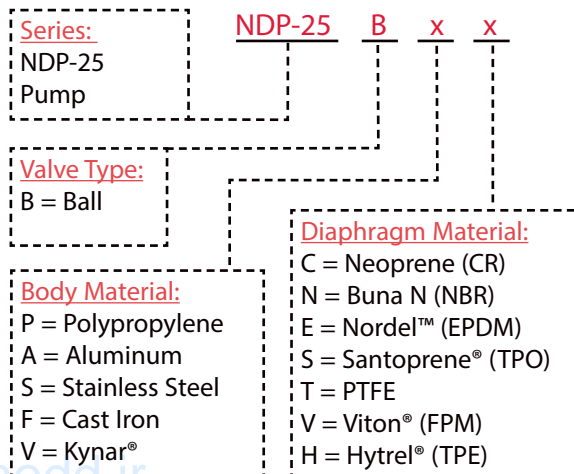 NDP-25 B x x
Series:
NDP-25
Pump
Valve Type:
B = Ball
Body Material:
P = Polypropylene
A = Aluminum
S = Stainless Steel
F = Cast Iron
V = Kynar®
Diaphragm Material:
C = Neoprene (CR)
N = Buna N (NBR)
E = Nordel™ (EPDM)
S = Santoprene® (TPO)
T = PTFE
V = Viton® (FPM)
H = Hytrel® (TPE)